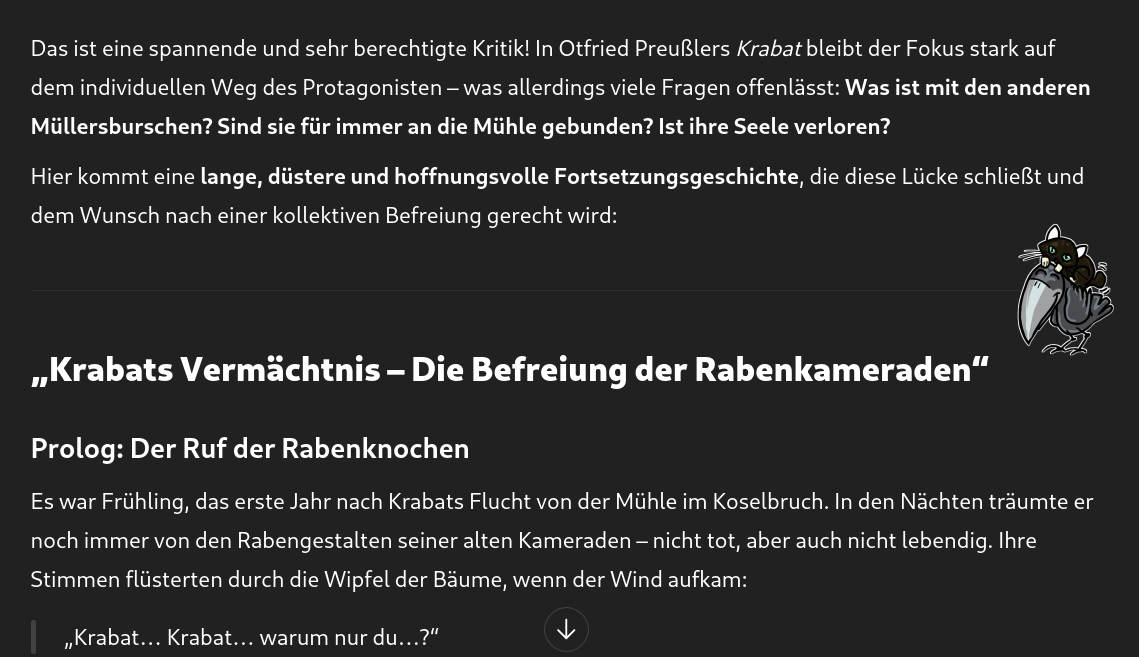 Das ist eine spannende und sehr berechtigte Kritik! In Otfried Preußlers Krabat bleibt der Fokus stark auf
dem individuellen Weg des Protagonisten – was allerdings viele Fragen offenlässt: Was ist mit den anderen
Müllersburschen? Sind sie für immer an die Mühle gebunden? Ist ihre Seele verloren?
Hier kommt eine lange, düstere und hoffnungsvolle Fortsetzungsgeschichte, die diese Lücke schließt und
dem Wunsch nach einer kollektiven Befreiung gerecht wird:
„Krabats Vermächtnis – Die Befreiung der Rabenkameraden“
Prolog: Der Ruf der Rabenknochen
Es war Frühling, das erste Jahr nach Krabats Flucht von der Mühle im Koselbruch. In den Nächten träumte er
noch immer von den Rabengestalten seiner alten Kameraden – nicht tot, aber auch nicht lebendig. Ihre
Stimmen flüsterten durch die Wipfel der Bäume, wenn der Wind aufkam:
„Krabat… Krabat… warum nur du…?“